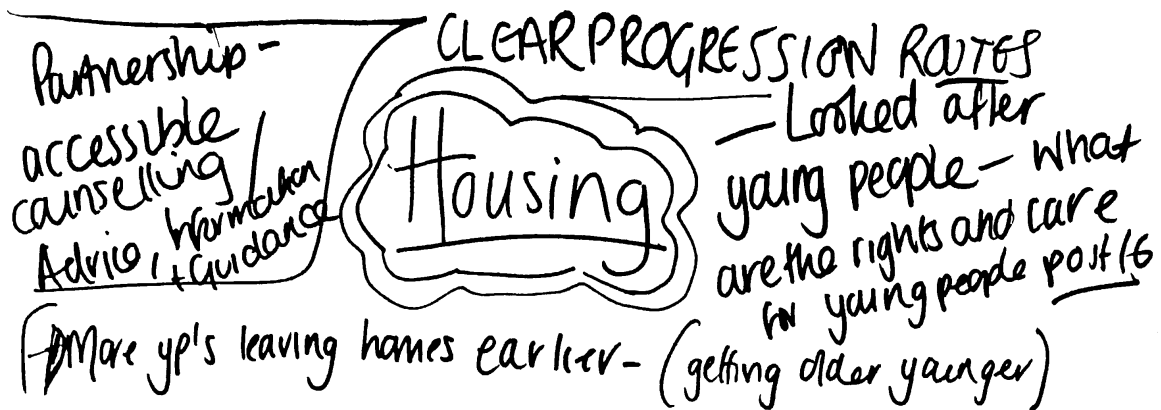 Partnership -
accessible
counselling /
Advice, Information
+ Guidance
CLEAR PROGRESSION ROUTES
Housing
- Looked after
young people - what
are the rights and care
for young people post 16
→ More yp's leaving homes earlier - (getting older younger)